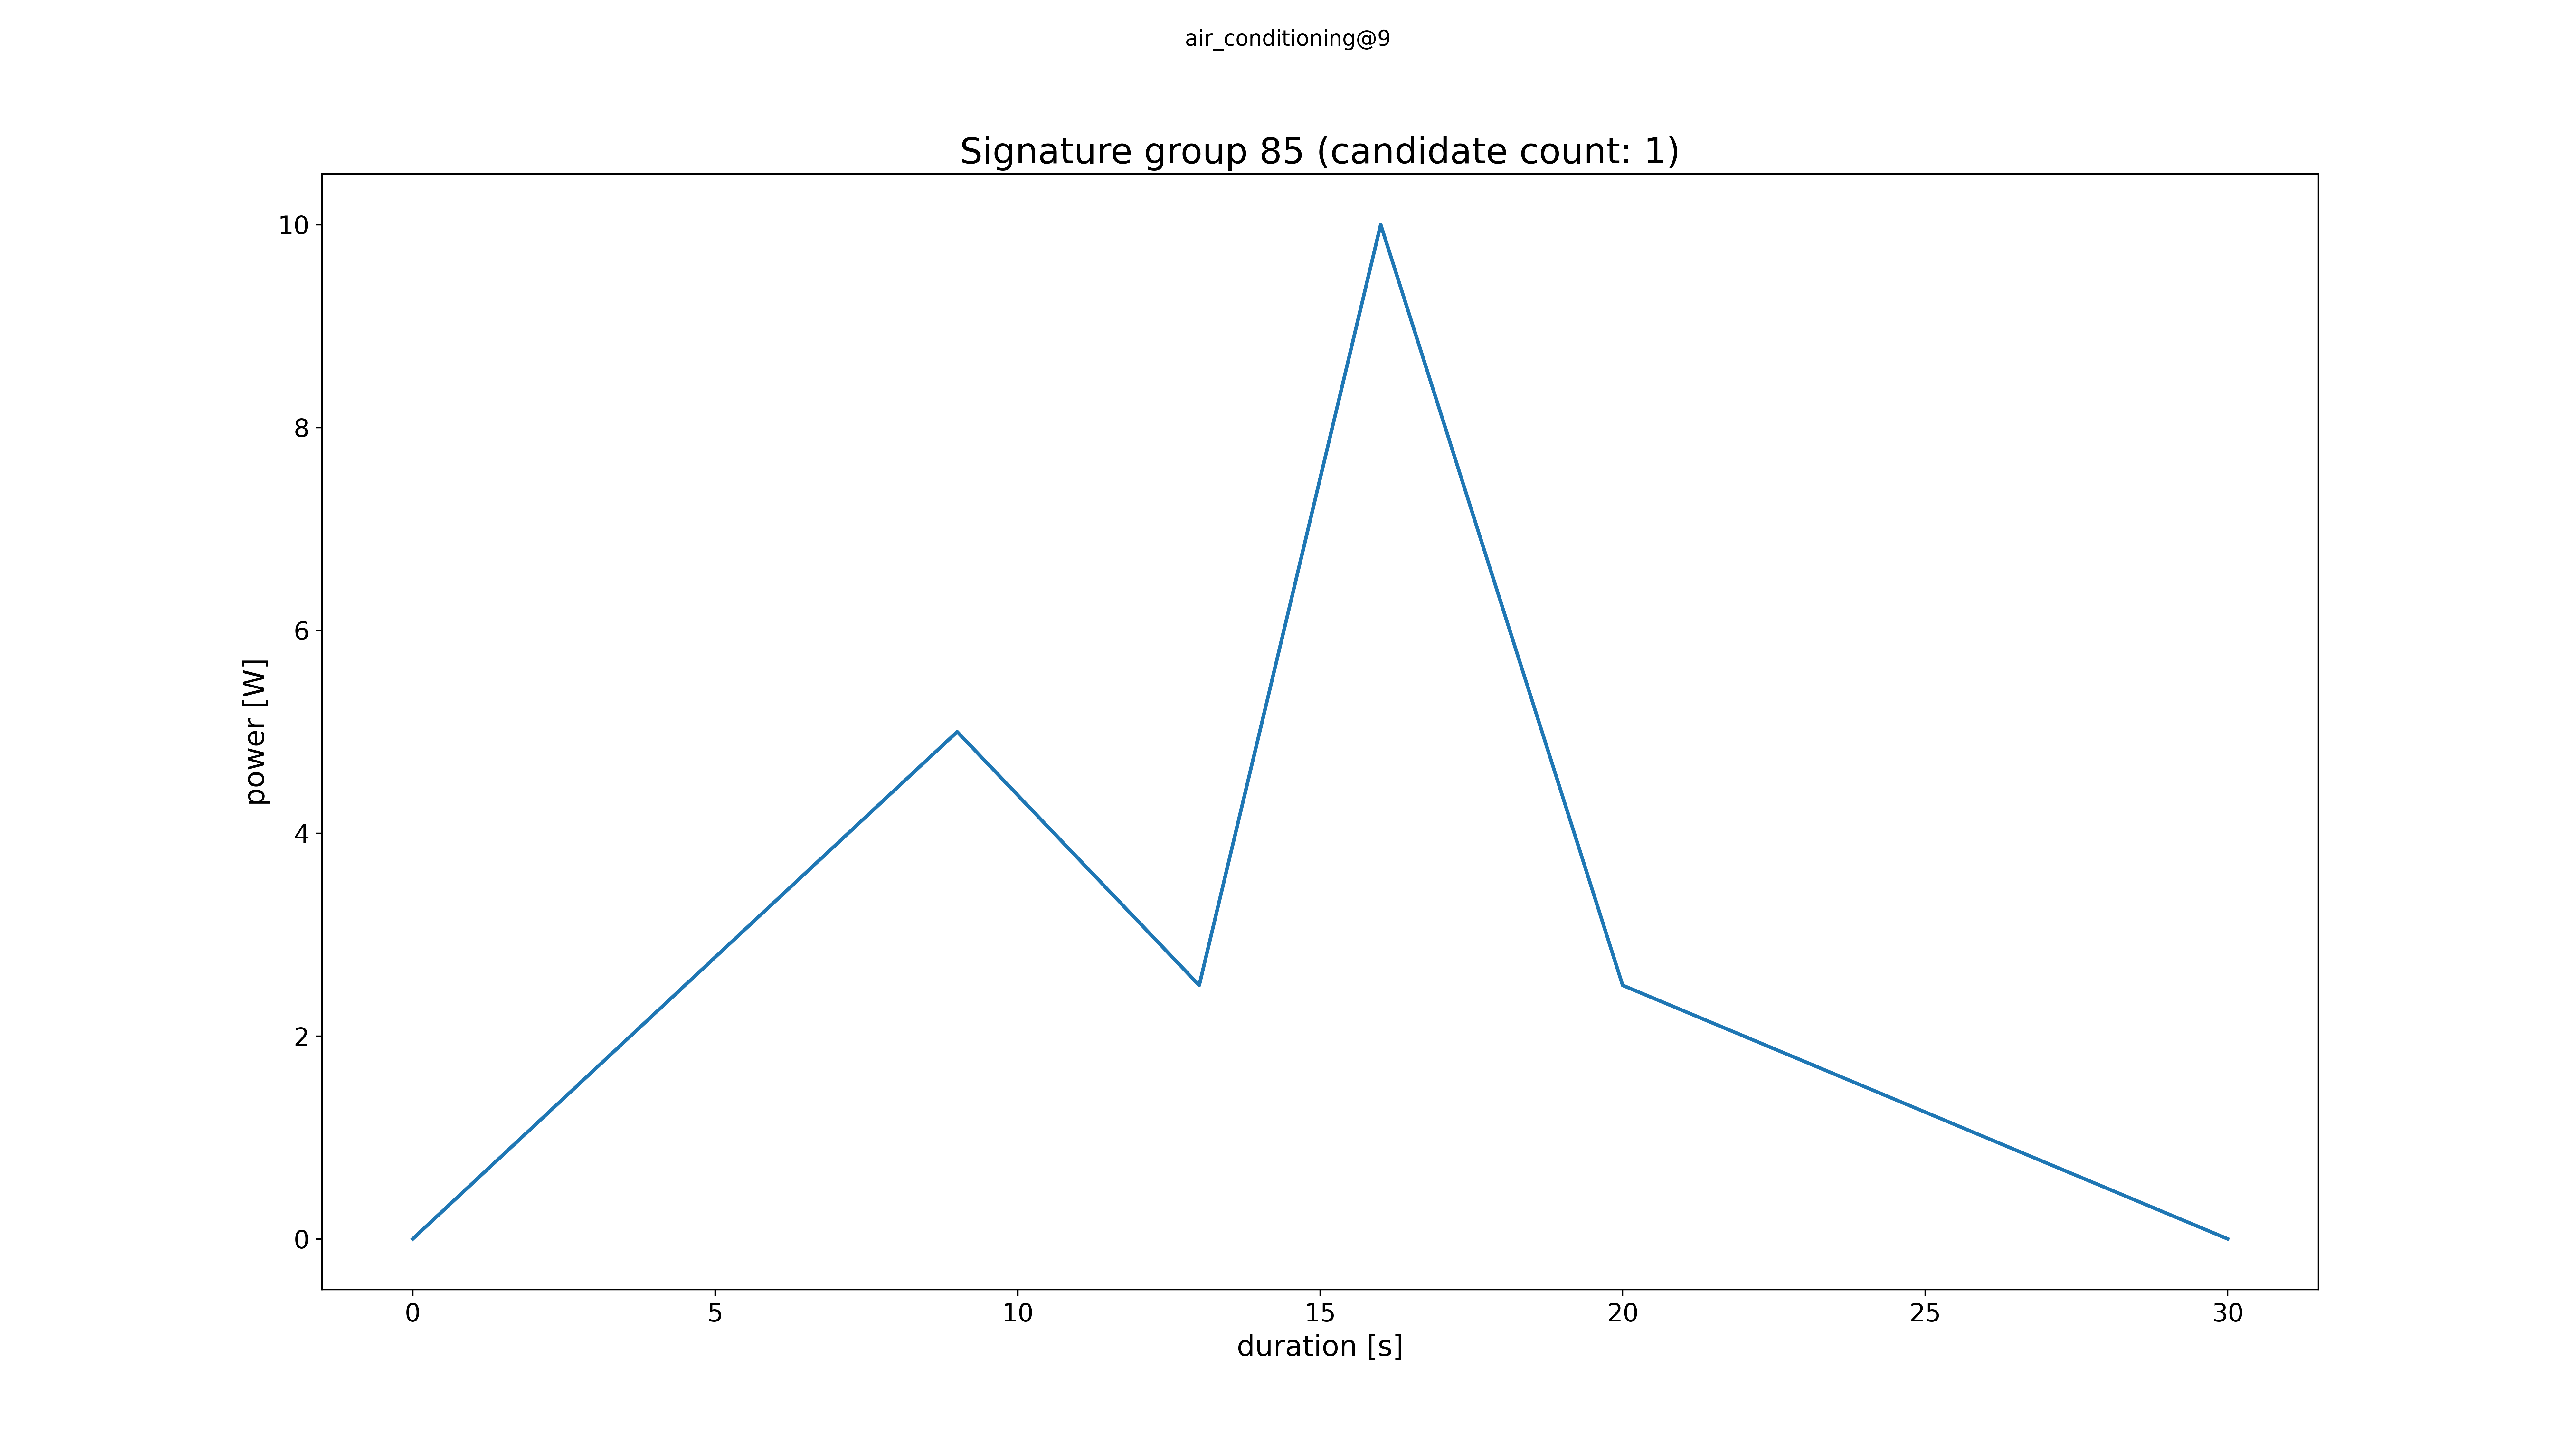 air_conditioning@9
Signature group 85 (candidate count: 1)
10
8
6
4
2
0
power [W]
0 5 10 15 20 25 30
duration [s]